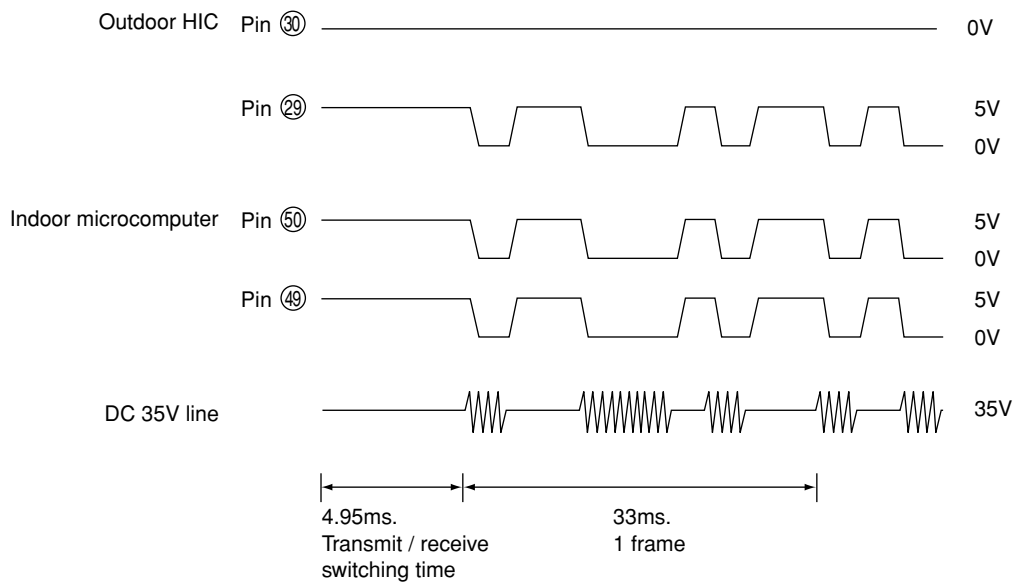 Outdoor HIC Pin ㉚ 0V
Pin ㉙ 5V
0V
Indoor microcomputer Pin ㊿ 5V
0V
Pin ㊾ 5V
0V
DC 35V line 35V
4.95ms. 33ms.
Transmit / receive 1 frame
switching time